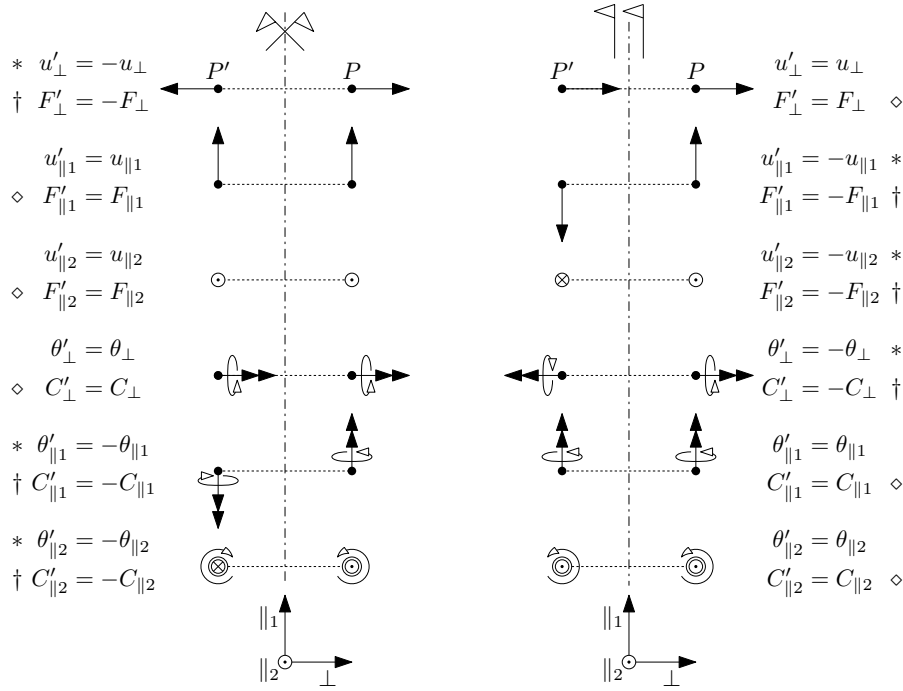 P′ P
* u′⊥ = −u⊥
† F′⊥ = −F⊥
u′∥1 = u∥1
⋄ F′∥1 = F∥1
u′∥2 = u∥2
⋄ F′∥2 = F∥2
θ′⊥ = θ⊥
⋄ C′⊥ = C⊥
* θ′∥1 = −θ∥1
† C′∥1 = −C∥1
* θ′∥2 = −θ∥2
† C′∥2 = −C∥2
∥1
∥2
⊥
P′ P
u′⊥ = u⊥
F′⊥ = F⊥ ⋄
u′∥1 = −u∥1 *
F′∥1 = −F∥1 †
u′∥2 = −u∥2 *
F′∥2 = −F∥2 †
θ′⊥ = −θ⊥ *
C′⊥ = −C⊥ †
θ′∥1 = θ∥1
C′∥1 = C∥1 ⋄
θ′∥2 = θ∥2
C′∥2 = C∥2 ⋄
∥1
∥2
⊥